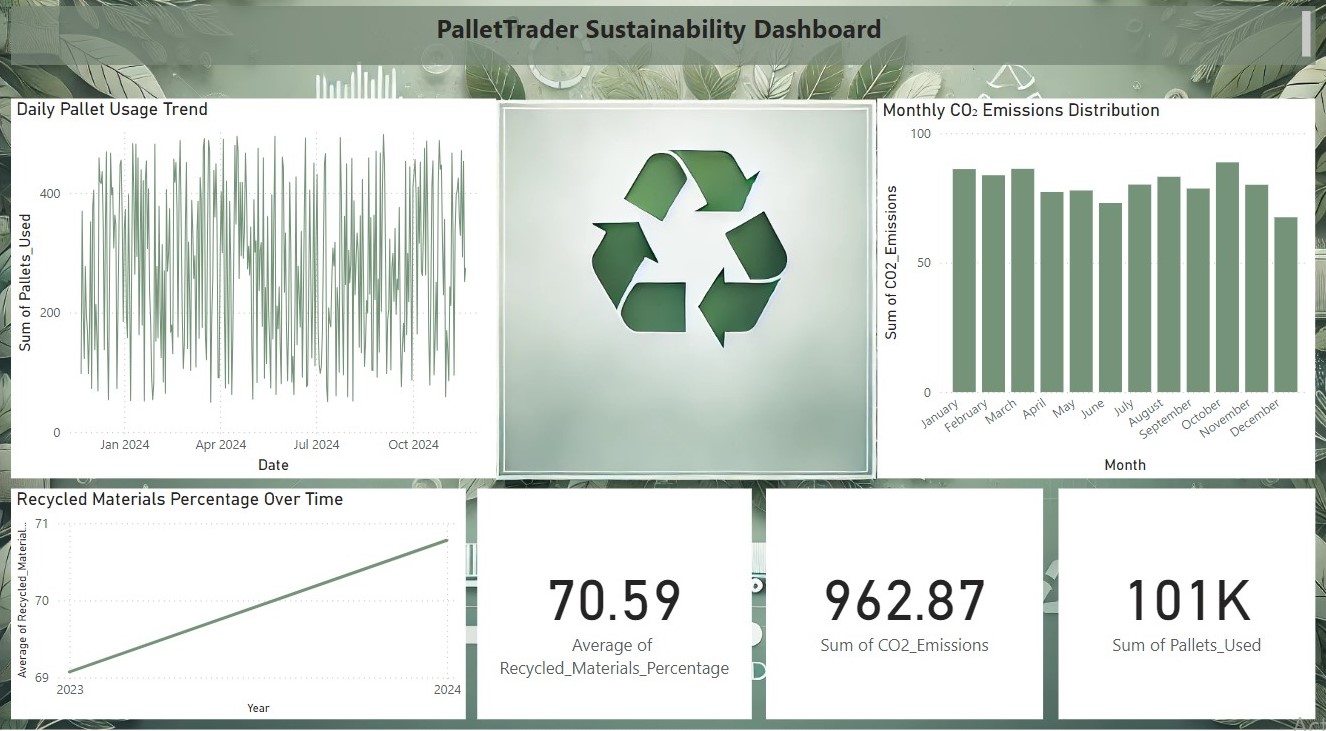 PalletTrader Sustainability Dashboard
Daily Pallet Usage Trend
Sum of Pallets_Used
400
200
0
Jan 2024
Apr 2024
Jul 2024
Oct 2024
Date
Monthly CO₂ Emissions Distribution
Sum of CO2_Emissions
100
50
0
January
February
March
April
May
June
July
August
September
October
November
December
Month
Recycled Materials Percentage Over Time
Average of Recycled_Material...
71
70
69
2023
2024
Year
70.59
Average of
Recycled_Materials_Percentage
962.87
Sum of CO2_Emissions
101K
Sum of Pallets_Used